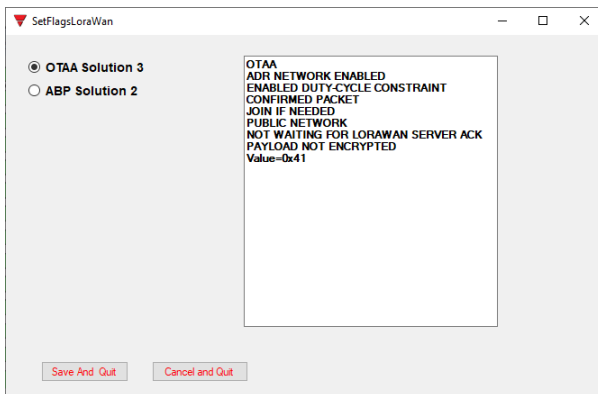 SetFlagsLoraWan
OTAA Solution 3
ABP Solution 2
OTAA
ADR NETWORK ENABLED
ENABLED DUTY-CYCLE CONSTRAINT
CONFIRMED PACKET
JOIN IF NEEDED
PUBLIC NETWORK
NOT WAITING FOR LORAWAN SERVER ACK
PAYLOAD NOT ENCRYPTED
Value=0x41
Save And Quit
Cancel and Quit